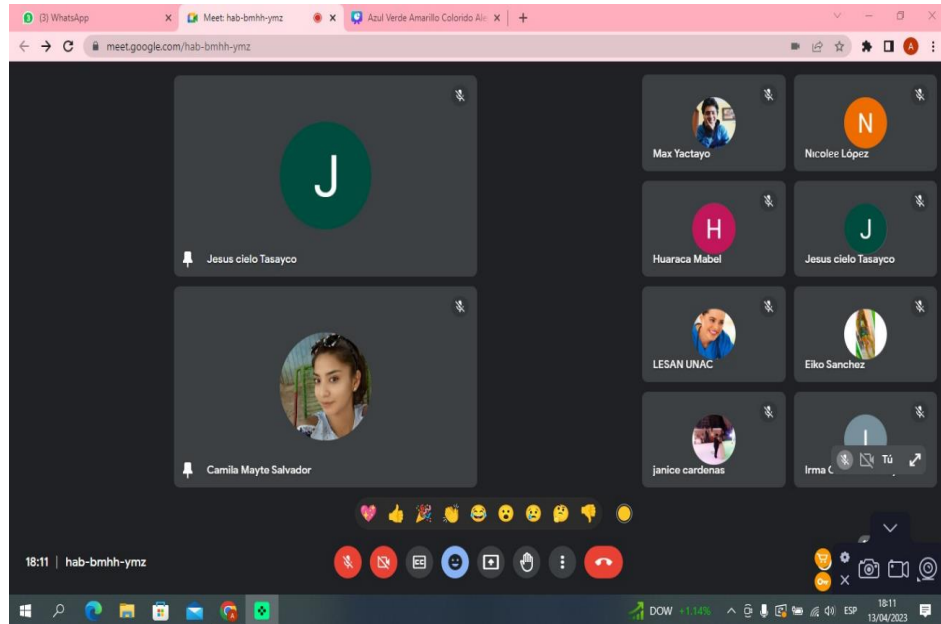 (3) WhatsApp
Meet: hab-bmhh-ymz
Azul Verde Amarillo Colorido Ale
meet.google.com/hab-bmhh-ymz
A
J
Jesus cielo Tasayco
Camila Mayte Salvador
Max Yactayo
N
Nicolee López
H
Huaraca Mabel
J
Jesus cielo Tasayco
LESAN UNAC
Eiko Sanchez
janice cardenas
Irma
Tú
18:11 | hab-bmhh-ymz
DOW +1.14%
ESP
18:11
13/04/2023